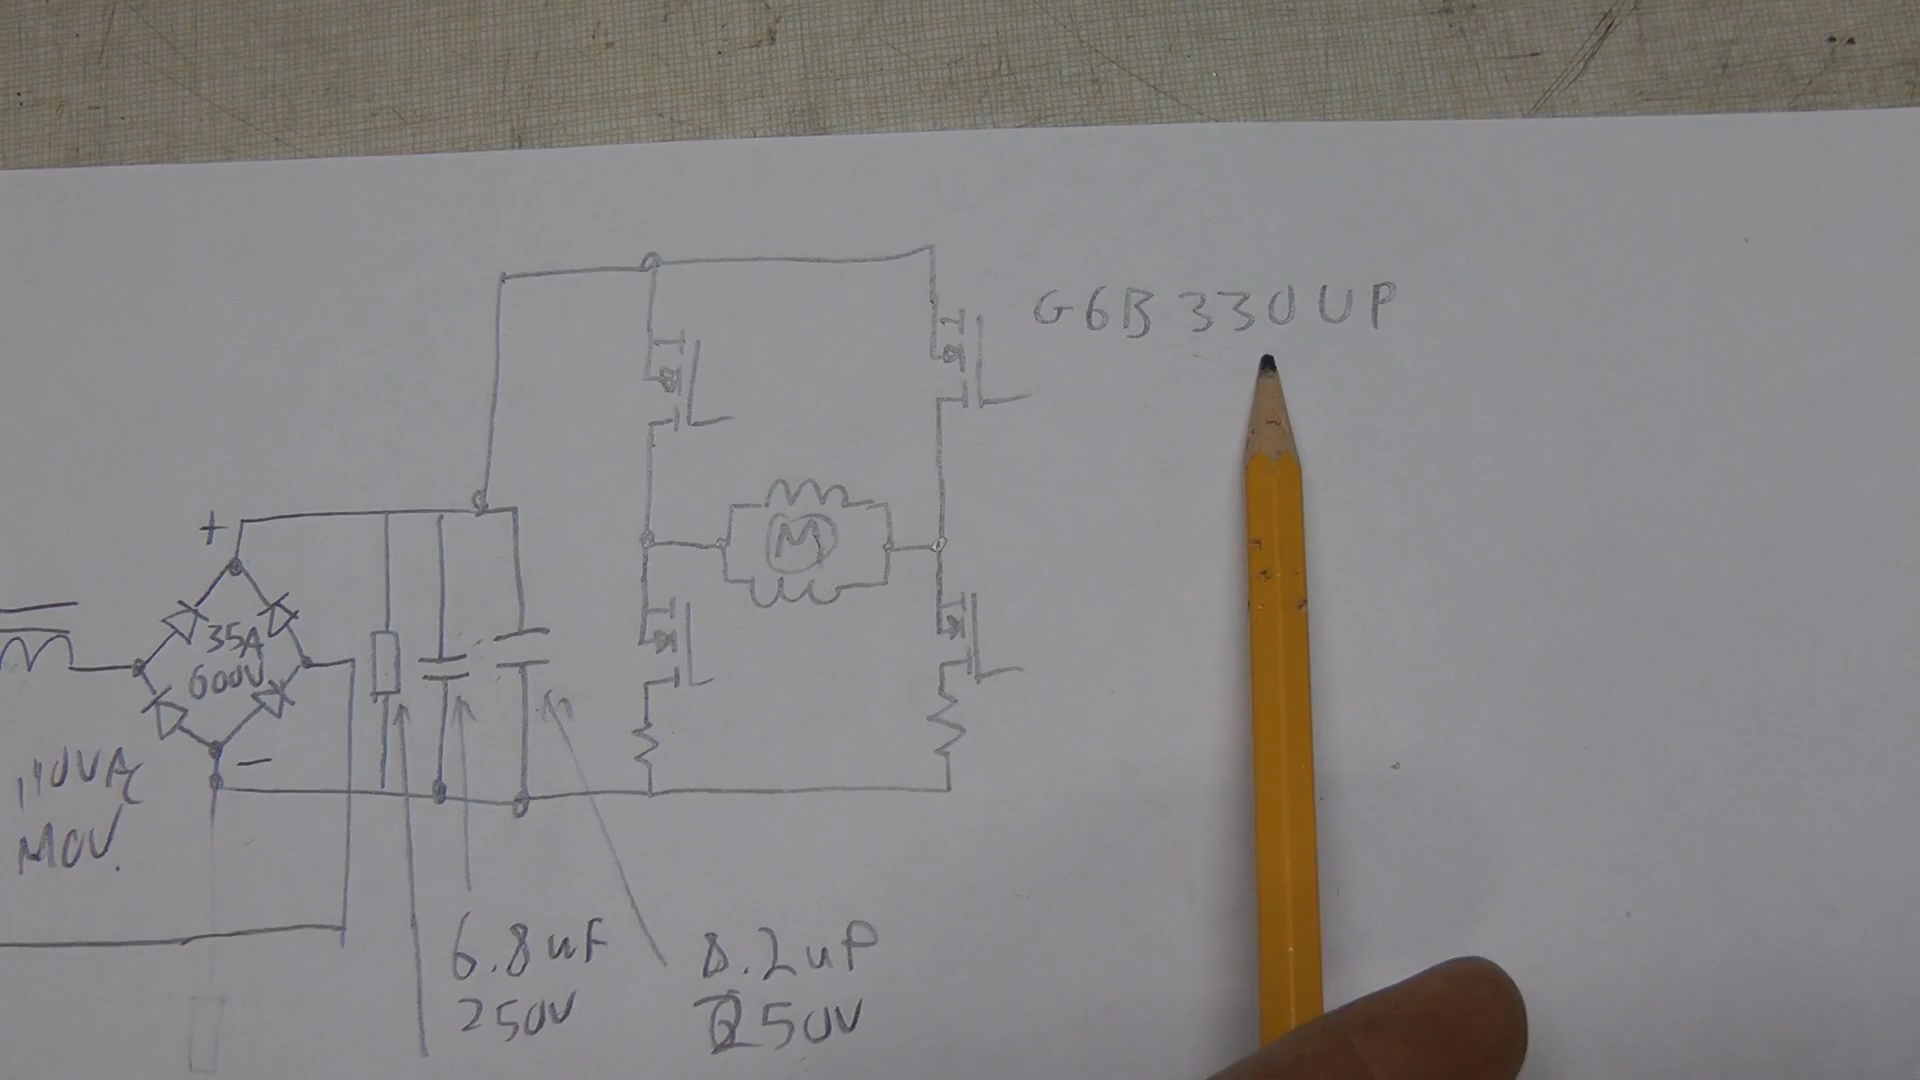 G6B330UP
+
M
35A
600V
-
110VAC
MOV.
6.8uF
250V
8.2uF
250V